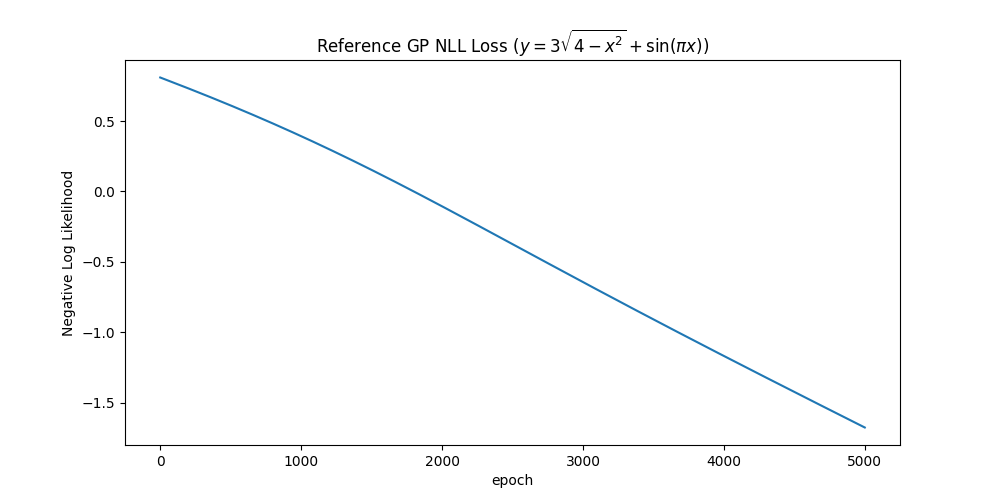 Reference GP NLL Loss (y = 3√4 − x² + sin(πx))
Negative Log Likelihood
0.5
0.0
−0.5
−1.0
−1.5
0 1000 2000 3000 4000 5000
epoch